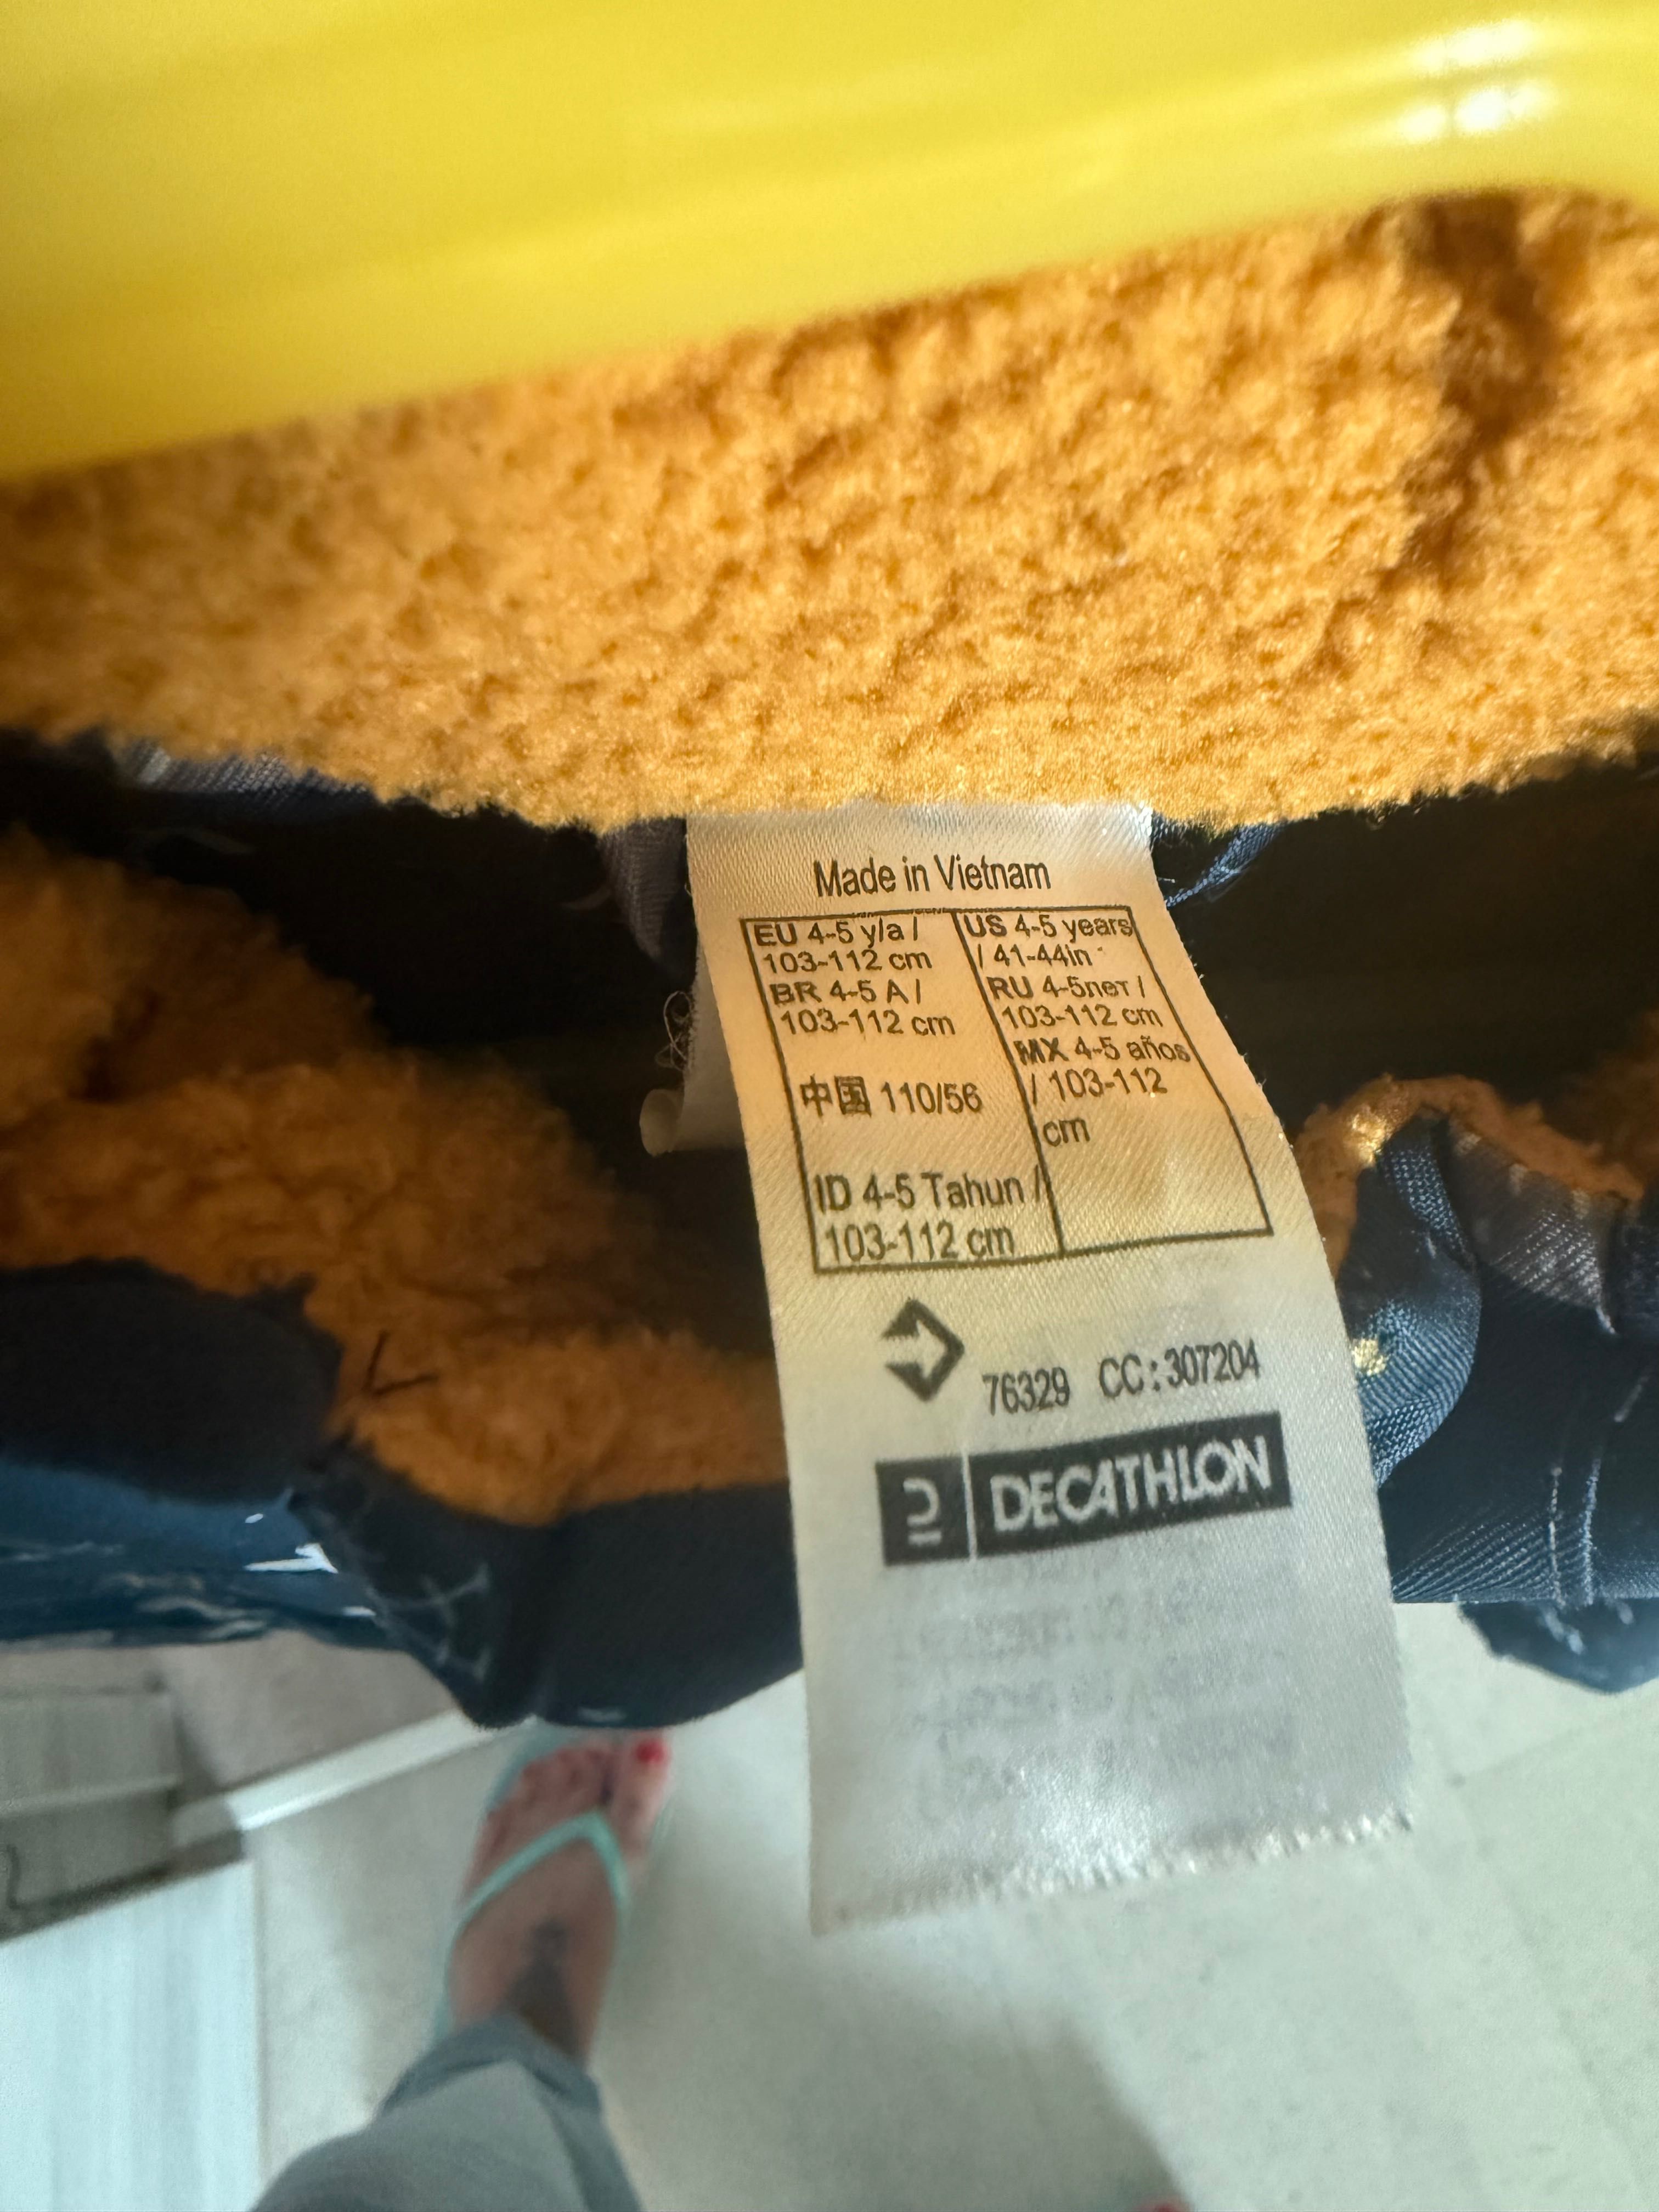 Made in Vietnam
EU 4-5 y/a /
103-112 cm
BR 4-5 A /
103-112 cm
中国 110/56
ID 4-5 Tahun /
103-112 cm
US 4-5 years
/ 41-44in
RU 4-5лет /
103-112 cm
MX 4-5 años
/ 103-112
cm
76329 CC:307204
DECATHLON